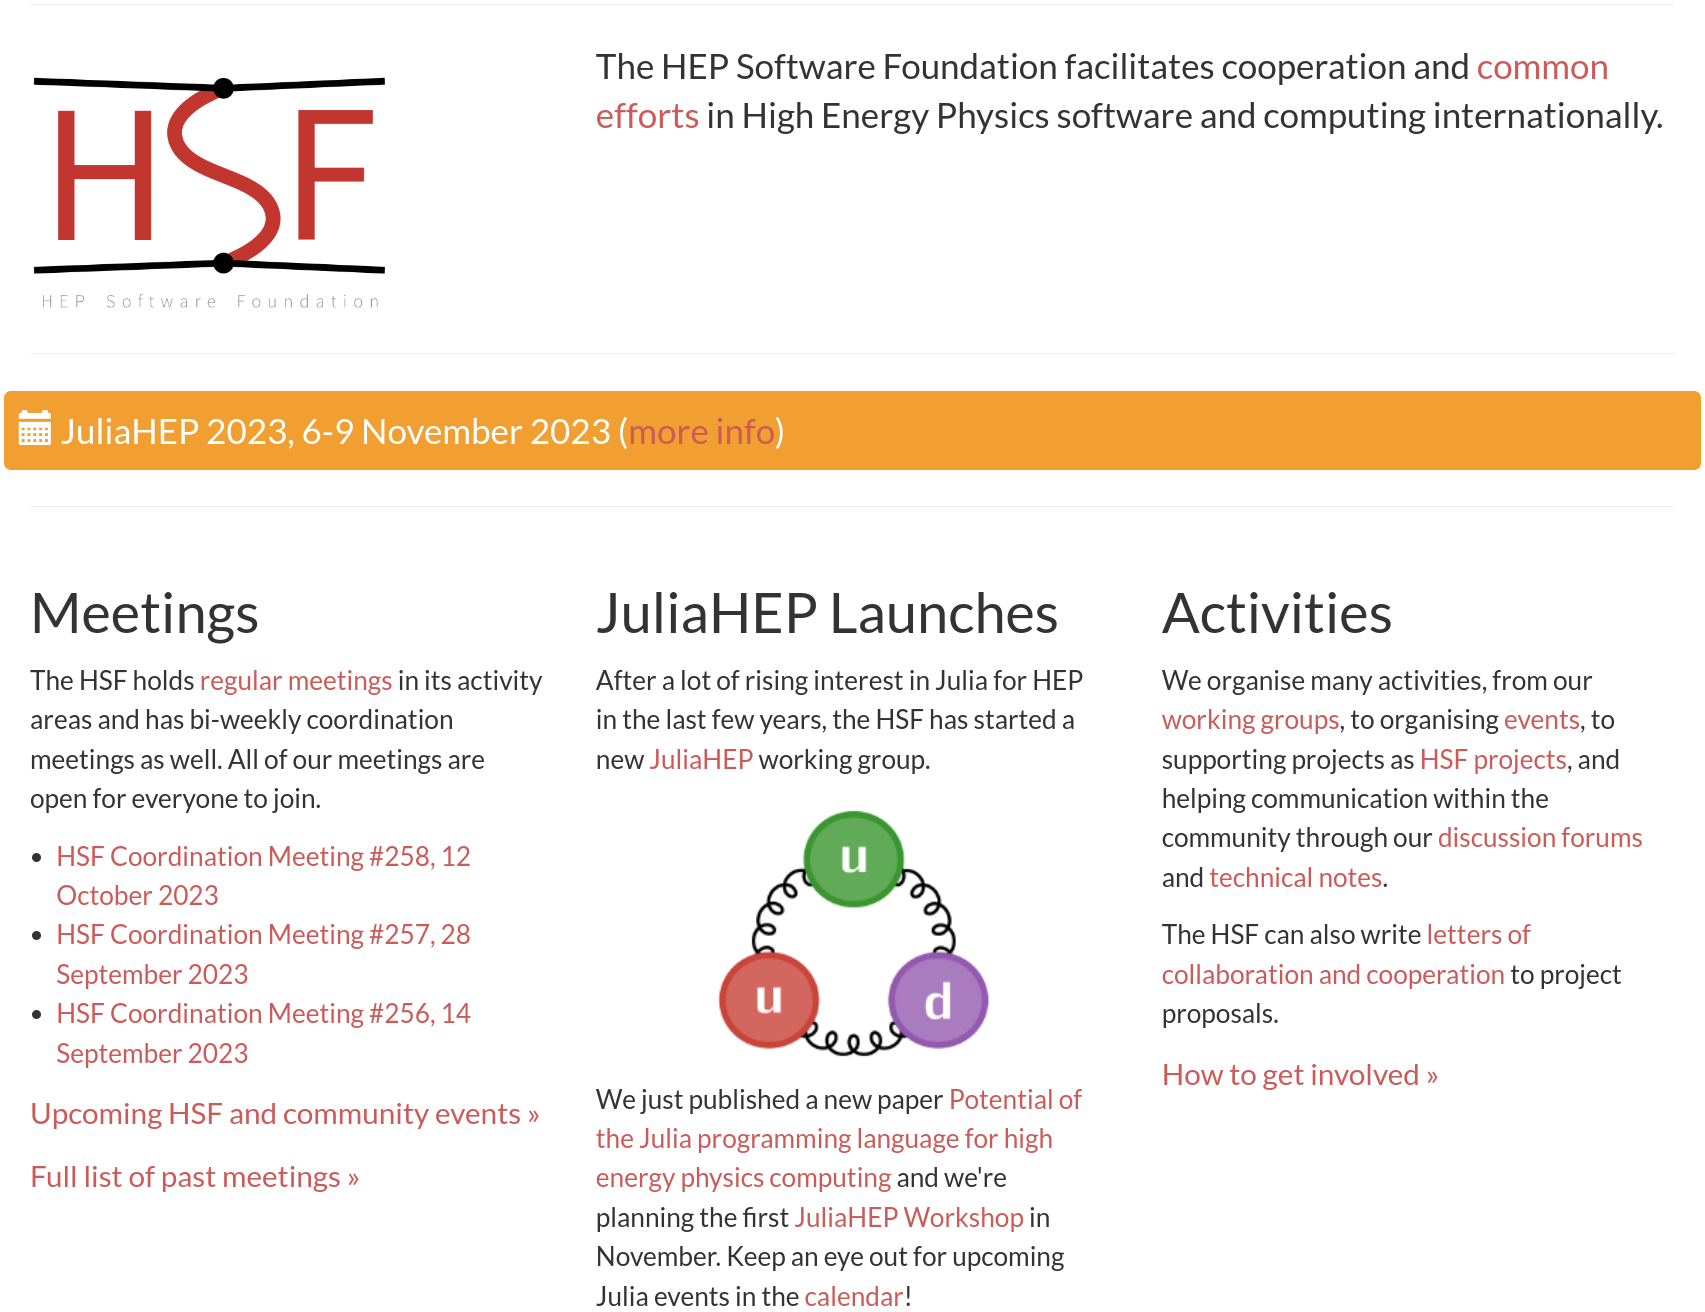 HSF
HEP Software Foundation
The HEP Software Foundation facilitates cooperation and common
efforts in High Energy Physics software and computing internationally.
JuliaHEP 2023, 6-9 November 2023 (more info)
Meetings
The HSF holds regular meetings in its activity
areas and has bi-weekly coordination
meetings as well. All of our meetings are
open for everyone to join.
• HSF Coordination Meeting #258, 12
October 2023
• HSF Coordination Meeting #257, 28
September 2023
• HSF Coordination Meeting #256, 14
September 2023
Upcoming HSF and community events »
Full list of past meetings »
JuliaHEP Launches
After a lot of rising interest in Julia for HEP
in the last few years, the HSF has started a
new JuliaHEP working group.
u
u d
We just published a new paper Potential of
the Julia programming language for high
energy physics computing and we're
planning the first JuliaHEP Workshop in
November. Keep an eye out for upcoming
Julia events in the calendar!
Activities
We organise many activities, from our
working groups, to organising events, to
supporting projects as HSF projects, and
helping communication within the
community through our discussion forums
and technical notes.
The HSF can also write letters of
collaboration and cooperation to project
proposals.
How to get involved »